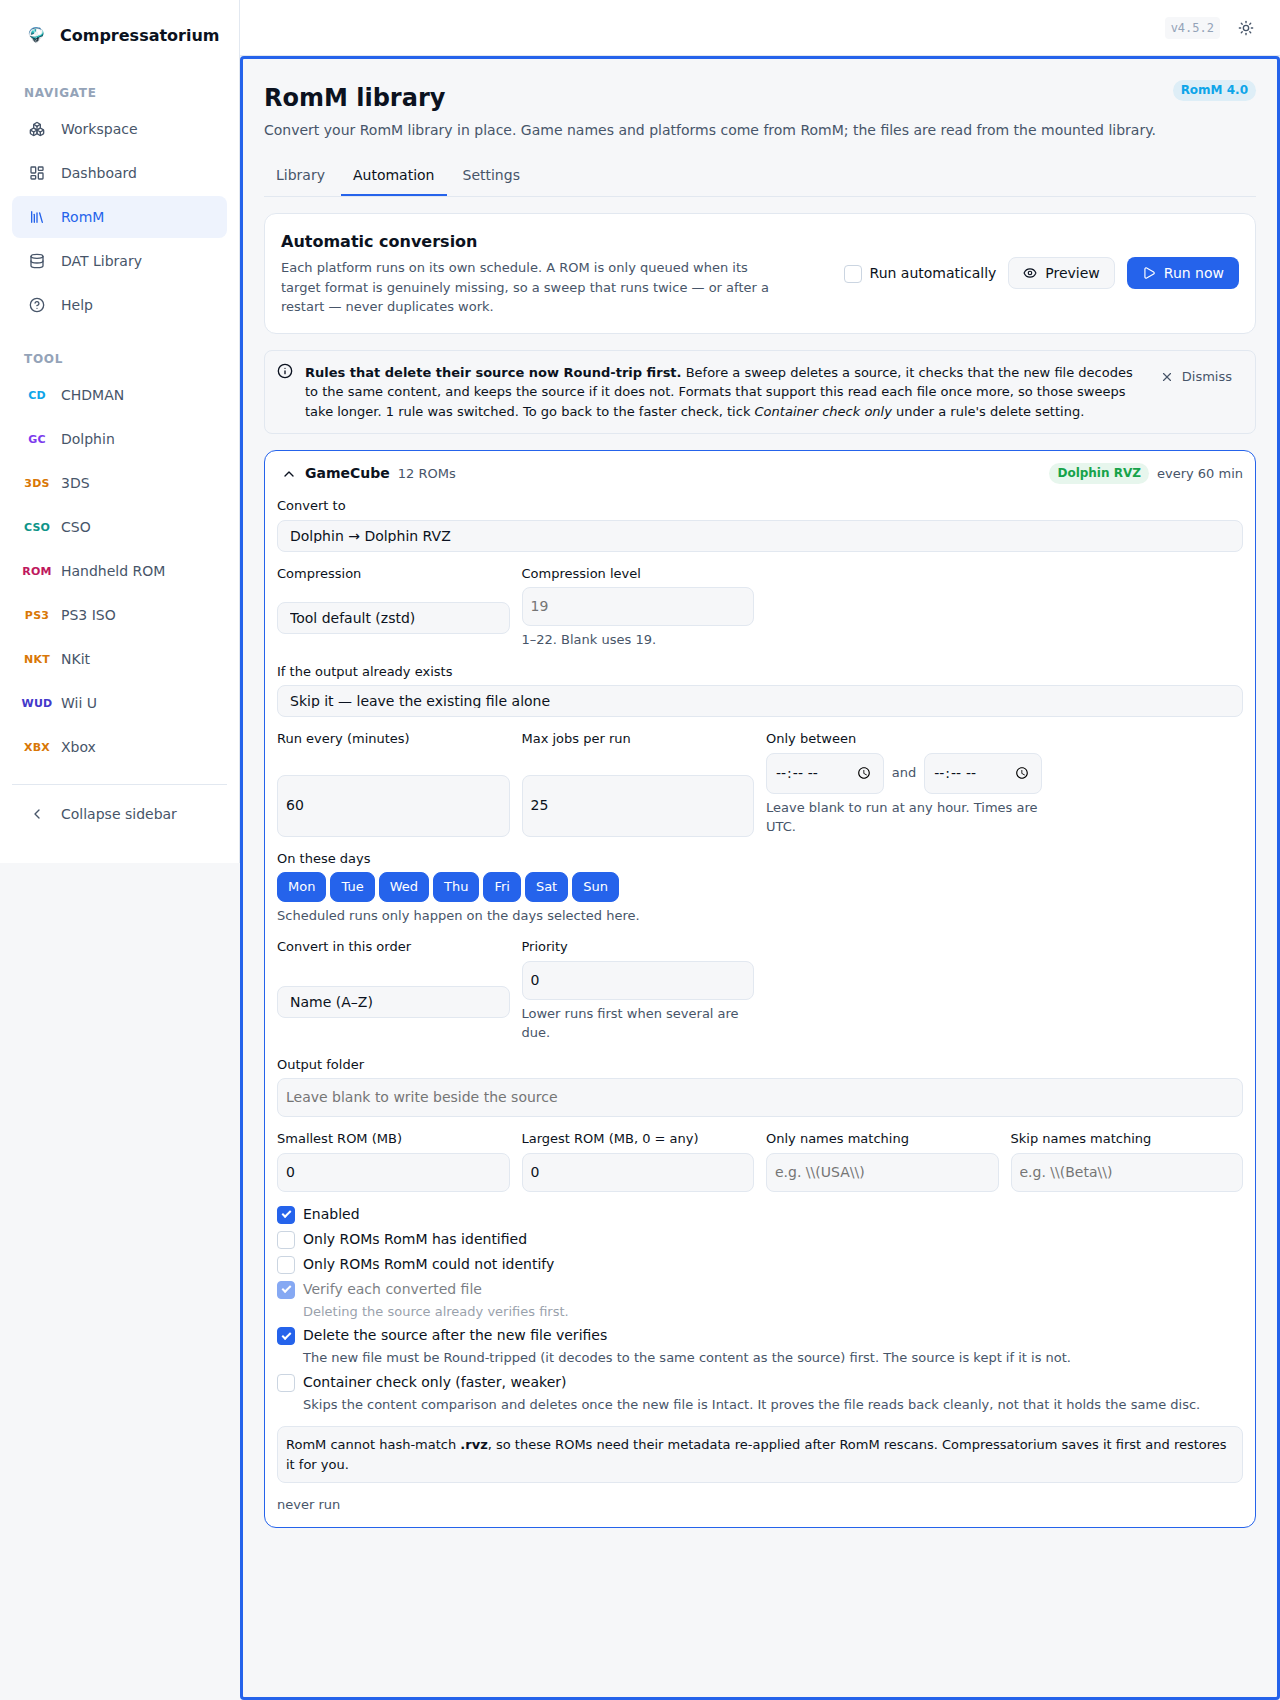 Compressatorium
v4.5.2
NAVIGATE
Workspace
Dashboard
RomM
DAT Library
Help
TOOL
CD CHDMAN
GC Dolphin
3DS 3DS
CSO CSO
ROM Handheld ROM
PS3 PS3 ISO
NKT NKit
WUD Wii U
XBX Xbox
Collapse sidebar
RomM library
RomM 4.0
Convert your RomM library in place. Game names and platforms come from RomM; the files are read from the mounted library.
Library Automation Settings
Automatic conversion
Each platform runs on its own schedule. A ROM is only queued when its
target format is genuinely missing, so a sweep that runs twice — or after a
restart — never duplicates work.
Run automatically Preview Run now
Rules that delete their source now Round-trip first. Before a sweep deletes a source, it checks that the new file decodes
to the same content, and keeps the source if it does not. Formats that support this read each file once more, so those sweeps
take longer. 1 rule was switched. To go back to the faster check, tick Container check only under a rule's delete setting.
Dismiss
GameCube 12 ROMs Dolphin RVZ every 60 min
Convert to
Dolphin → Dolphin RVZ
Compression Compression level
Tool default (zstd) 19
1–22. Blank uses 19.
If the output already exists
Skip it — leave the existing file alone
Run every (minutes) Max jobs per run Only between
60 25 --:-- -- and --:-- --
Leave blank to run at any hour. Times are
UTC.
On these days
Mon Tue Wed Thu Fri Sat Sun
Scheduled runs only happen on the days selected here.
Convert in this order Priority
Name (A–Z) 0
Lower runs first when several are
due.
Output folder
Leave blank to write beside the source
Smallest ROM (MB) Largest ROM (MB, 0 = any) Only names matching Skip names matching
0 0 e.g. \\(USA\\) e.g. \\(Beta\\)
Enabled
Only ROMs RomM has identified
Only ROMs RomM could not identify
Verify each converted file
Deleting the source already verifies first.
Delete the source after the new file verifies
The new file must be Round-tripped (it decodes to the same content as the source) first. The source is kept if it is not.
Container check only (faster, weaker)
Skips the content comparison and deletes once the new file is Intact. It proves the file reads back cleanly, not that it holds the same disc.
RomM cannot hash-match .rvz, so these ROMs need their metadata re-applied after RomM rescans. Compressatorium saves it first and restores
it for you.
never run